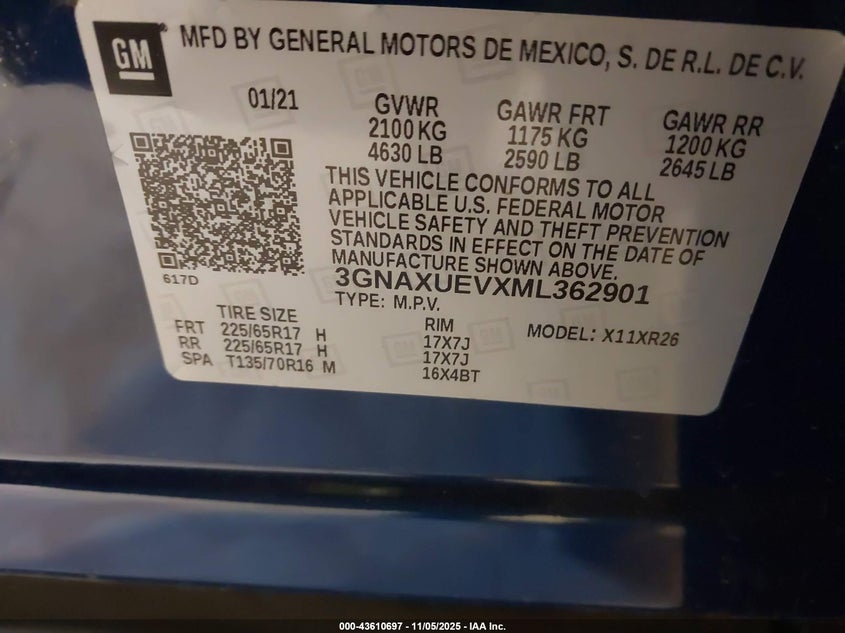 GM
MFD BY GENERAL MOTORS DE MEXICO, S. DE R.L. DE C.V.
01/21
GVWR
2100 KG
4630 LB
GAWR FRT
1175 KG
2590 LB
GAWR RR
1200 KG
2645 LB
THIS VEHICLE CONFORMS TO ALL
APPLICABLE U.S. FEDERAL MOTOR
VEHICLE SAFETY AND THEFT PREVENTION
STANDARDS IN EFFECT ON THE DATE OF
MANUFACTURE SHOWN ABOVE.
617D
3GNAXUEVXML362901
TYPE: M.P.V.
MODEL: X11XR26
TIRE SIZE RIM
FRT 225/65R17 H 17X7J
RR 225/65R17 H 17X7J
SPA T135/70R16 M 16X4BT
000-43610697 - 11/05/2025 - IAA Inc.